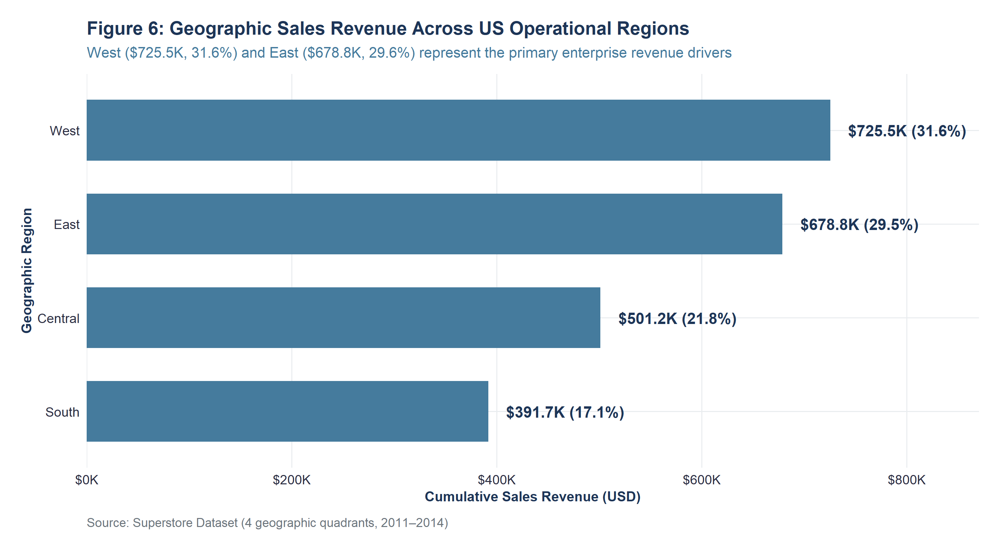 Figure 6: Geographic Sales Revenue Across US Operational Regions
West ($725.5K, 31.6%) and East ($678.8K, 29.6%) represent the primary enterprise revenue drivers
Geographic Region
West
$725.5K (31.6%)
East
$678.8K (29.5%)
Central
$501.2K (21.8%)
South
$391.7K (17.1%)
$0K $200K $400K $600K $800K
Cumulative Sales Revenue (USD)
Source: Superstore Dataset (4 geographic quadrants, 2011–2014)